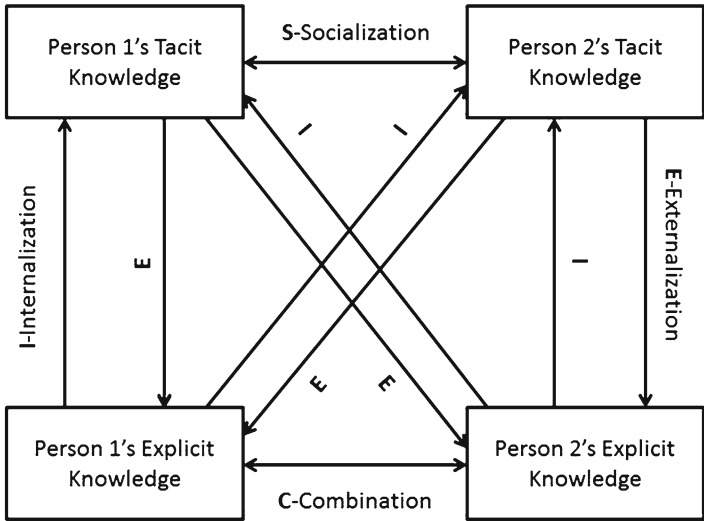 Person 1's Tacit
Knowledge
S-Socialization
Person 2's Tacit
Knowledge
I
I
I-Internalization
E
I
E-Externalization
E
E
Person 1's Explicit
Knowledge
C-Combination
Person 2's Explicit
Knowledge